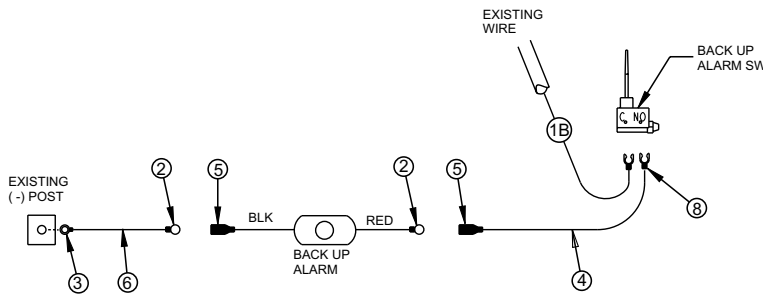 EXISTING
WIRE
BACK UP
ALARM SW
C NO
1B
2
5
2
5
8
EXISTING
(-) POST
BLK
RED
BACK UP
ALARM
3
6
4